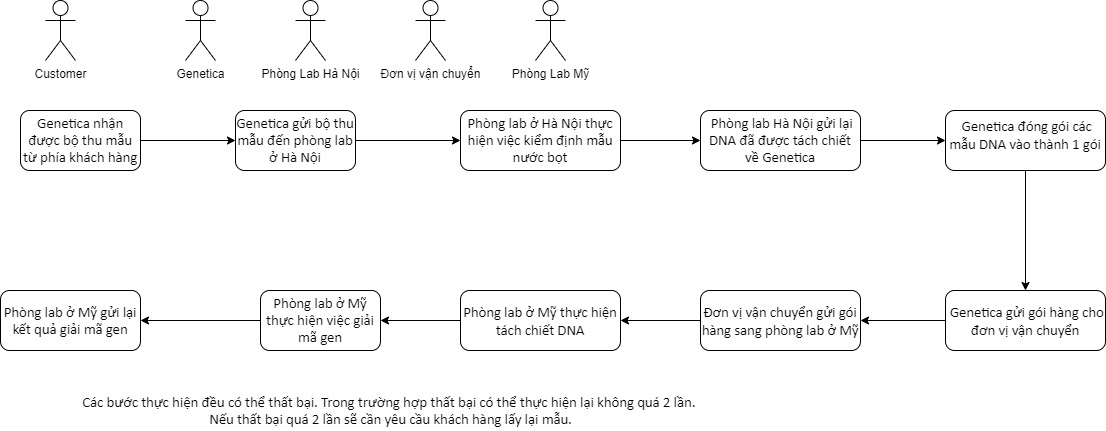 Customer
Genetica
Phòng Lab Hà Nội
Đơn vị vận chuyển
Phòng Lab Mỹ
Genetica nhận
được bộ thu mẫu
từ phía khách hàng
Genetica gửi bộ thu
mẫu đến phòng lab
ở Hà Nội
Phòng lab ở Hà Nội thực
hiện việc kiểm định mẫu
nước bọt
Phòng lab Hà Nội gửi lại
DNA đã được tách chiết
về Genetica
Genetica đóng gói các
mẫu DNA vào thành 1 gói
Phòng lab ở Mỹ gửi lại
kết quả giải mã gen
Phòng lab ở Mỹ
thực hiện việc giải
mã gen
Phòng lab ở Mỹ thực hiện
tách chiết DNA
Đơn vị vận chuyển gửi gói
hàng sang phòng lab ở Mỹ
Genetica gửi gói hàng cho
đơn vị vận chuyển
Các bước thực hiện đều có thể thất bại. Trong trường hợp thất bại có thể thực hiện lại không quá 2 lần.
Nếu thất bại quá 2 lần sẽ cần yêu cầu khách hàng lấy lại mẫu.